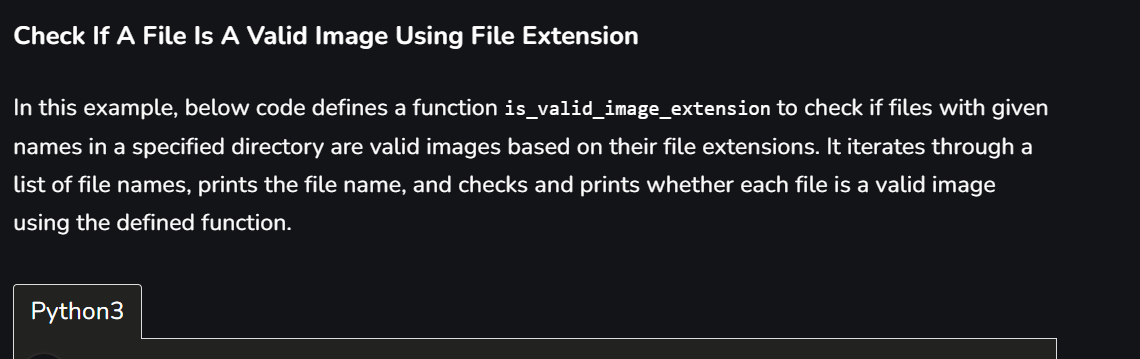 Check If A File Is A Valid Image Using File Extension
In this example, below code defines a function is_valid_image_extension to check if files with given
names in a specified directory are valid images based on their file extensions. It iterates through a
list of file names, prints the file name, and checks and prints whether each file is a valid image
using the defined function.
Python3